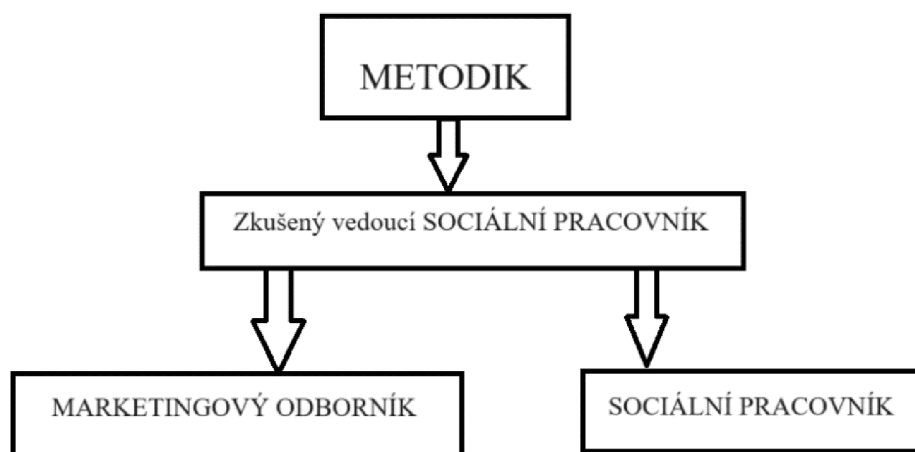 METODIK
Zkušený vedoucí SOCIÁLNÍ PRACOVNÍK
MARKETINGOVÝ ODBORNÍK
SOCIÁLNÍ PRACOVNÍK